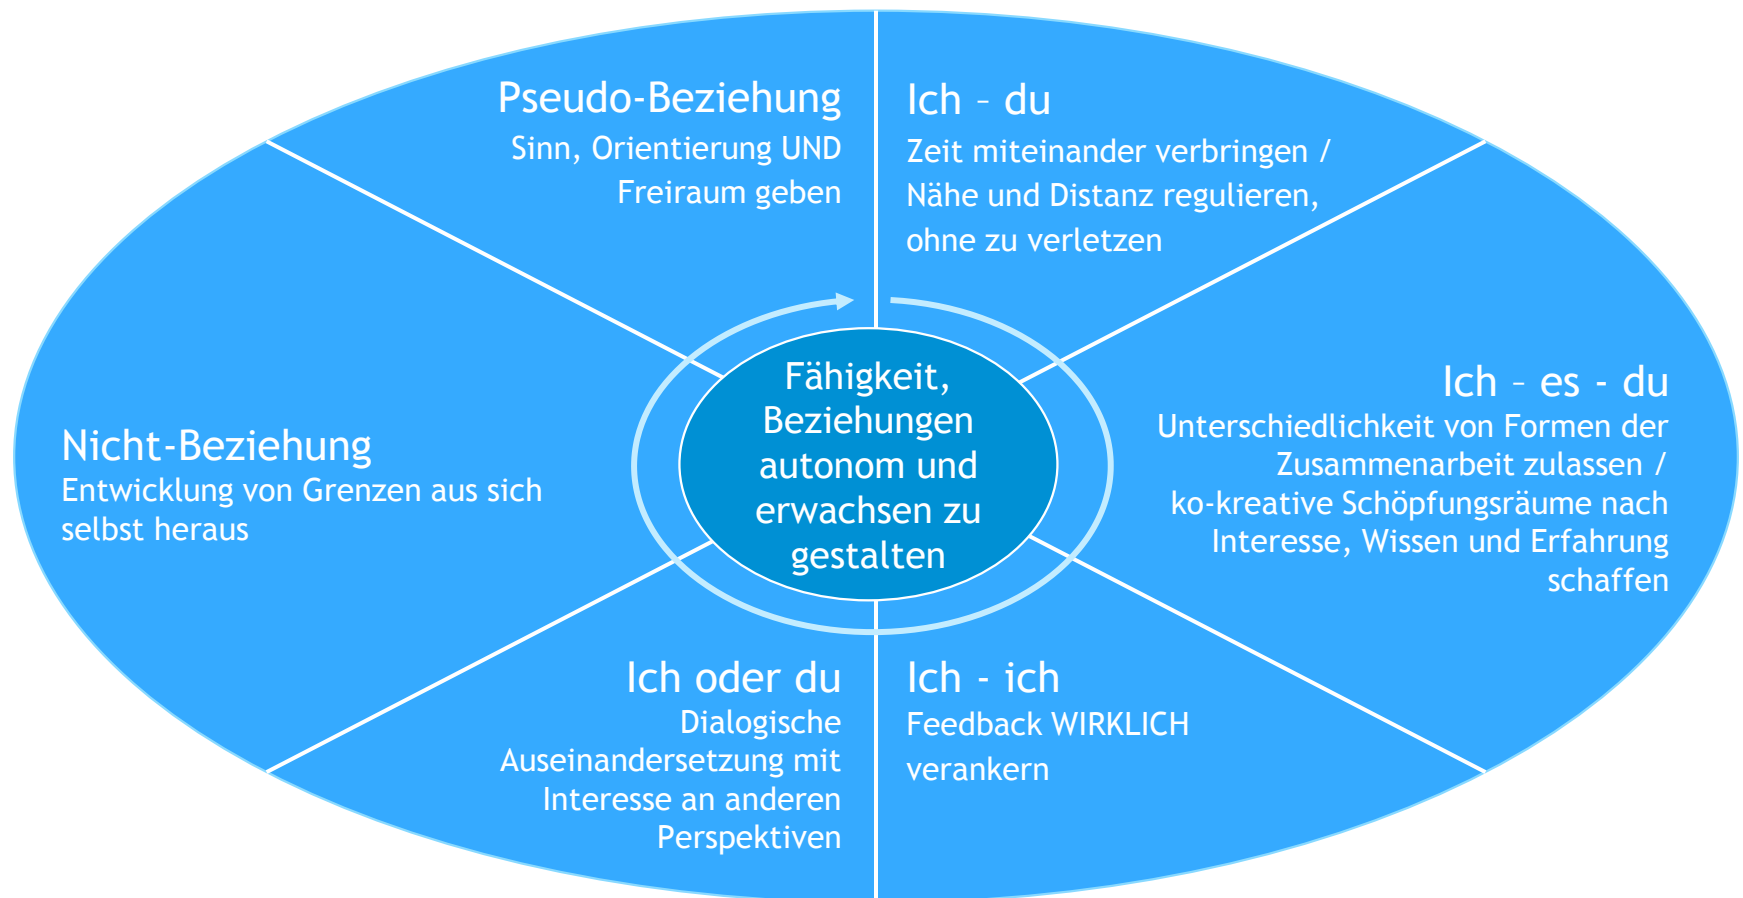 Pseudo-Beziehung
Sinn, Orientierung UND
Freiraum geben
Ich – du
Zeit miteinander verbringen /
Nähe und Distanz regulieren,
ohne zu verletzen
Ich – es - du
Unterschiedlichkeit von Formen der
Zusammenarbeit zulassen /
ko-kreative Schöpfungsräume nach
Interesse, Wissen und Erfahrung
schaffen
Fähigkeit,
Beziehungen
autonom und
erwachsen zu
gestalten
Nicht-Beziehung
Entwicklung von Grenzen aus sich
selbst heraus
Ich oder du
Dialogische
Auseinandersetzung mit
Interesse an anderen
Perspektiven
Ich - ich
Feedback WIRKLICH
verankern